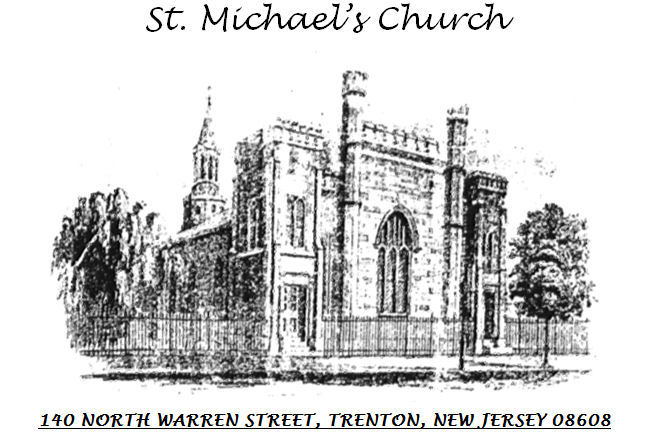 St. Michael's Church
140 NORTH WARREN STREET, TRENTON, NEW JERSEY 08608